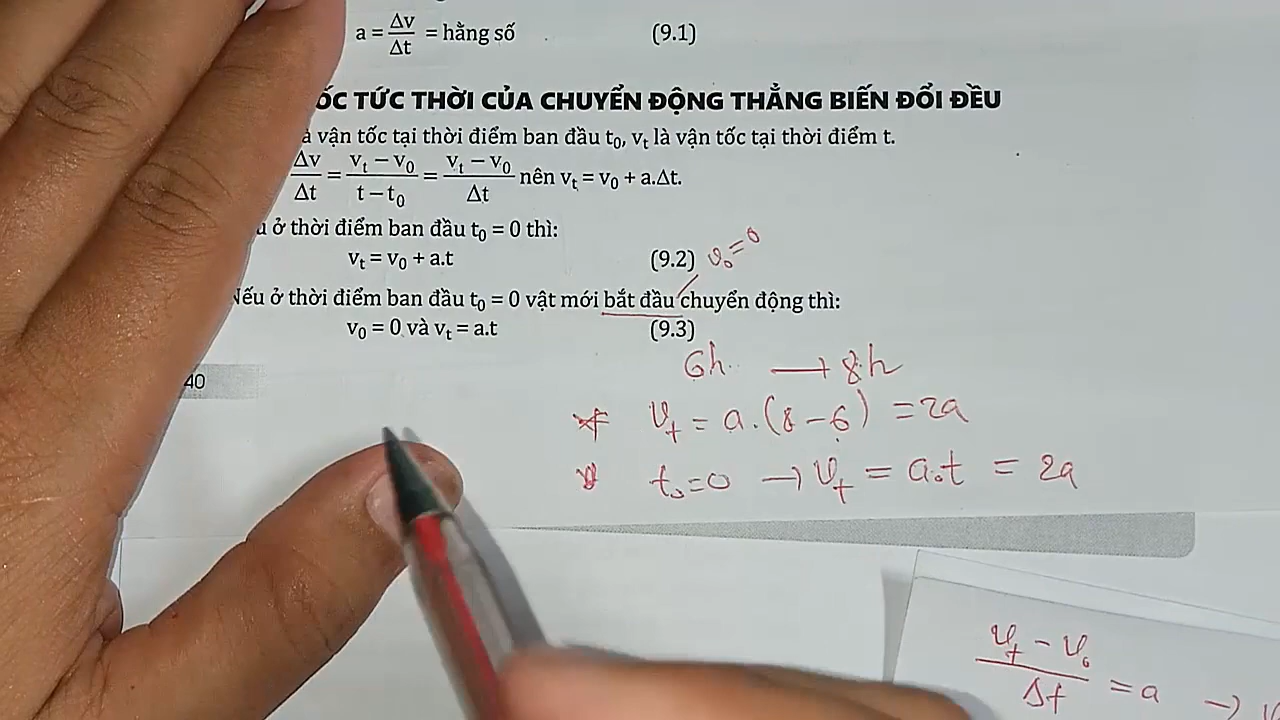 a = Δv/Δt = hằng số (9.1)
ỐC TỨC THỜI CỦA CHUYỂN ĐỘNG THẲNG BIẾN ĐỔI ĐỀU
à vận tốc tại thời điểm ban đầu t₀, vₜ là vận tốc tại thời điểm t.
Δv/Δt = (vₜ − v₀)/(t − t₀) = (vₜ − v₀)/Δt nên vₜ = v₀ + a.Δt.
u ở thời điểm ban đầu t₀ = 0 thì:
vₜ = v₀ + a.t (9.2) v₀ = 0
Nếu ở thời điểm ban đầu t₀ = 0 vật mới bắt đầu chuyển động thì:
v₀ = 0 và vₜ = a.t (9.3)
6h → 8h
40
* vₜ = a.(8 − 6) = 2a
* t₀ = 0 → vₜ = a.t = 2a
(vₜ − v₀)/Δt = a →